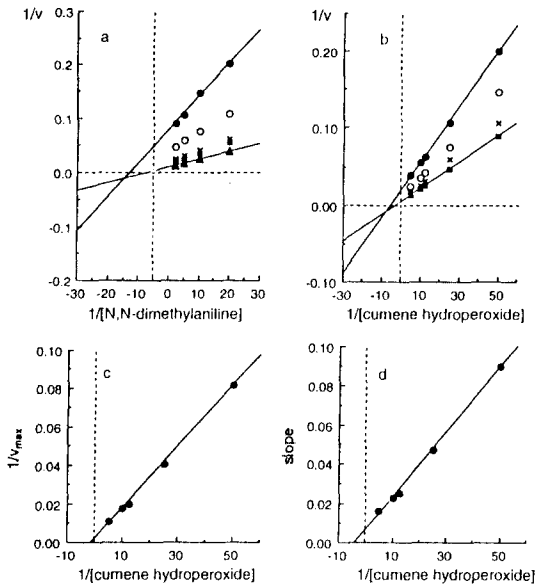 1/v
a
0.3
0.2
0.1
0.0
-0.1
-0.2
-30 -20 -10 0 10 20 30
1/[N,N-dimethylaniline]
1/v
b
0.20
0.10
0.00
-0.10
-30 -10 10 30 50
1/[cumene hydroperoxide]
c
1/vmax
0.10
0.08
0.06
0.04
0.02
0.00
-10 10 30 50
1/[cumene hydroperoxide]
d
slope
0.10
0.08
0.06
0.04
0.02
0.00
-10 10 30 50
1/[cumene hydroperoxide]